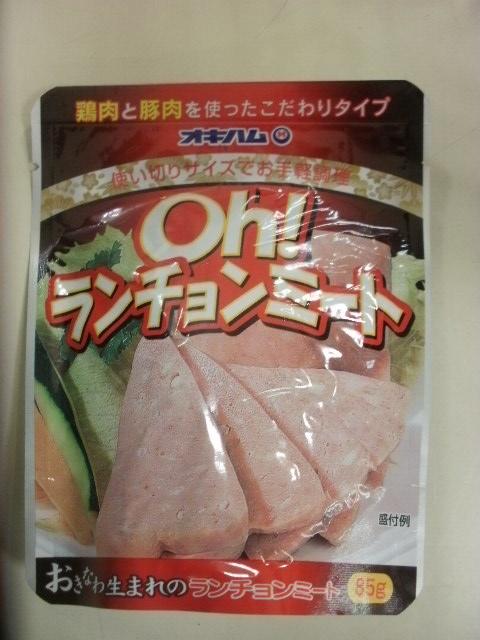 鶏肉と豚肉を使ったこだわりタイプ
オキハム
使い切りサイズでお手軽調理
Oh!
ランチョンミート
盛付例
おきなわ生まれのランチョンミート 85g